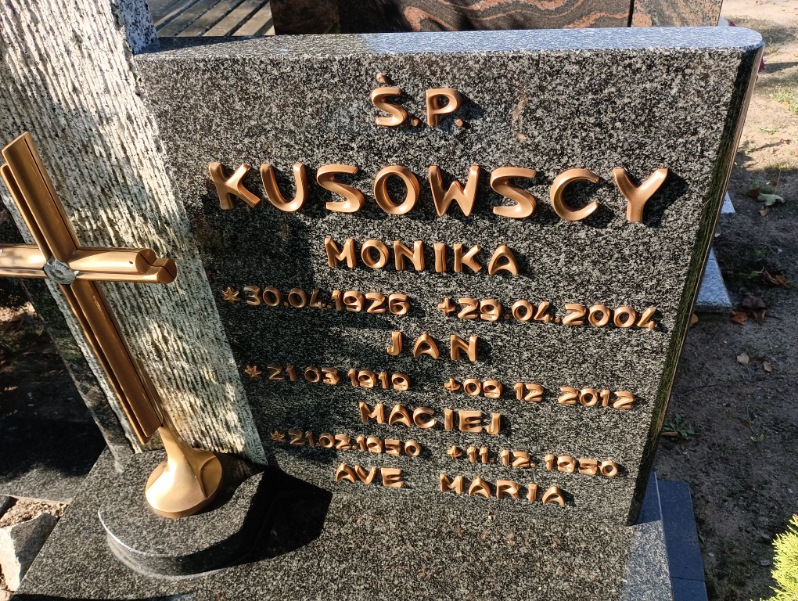 Ś.P.
KUSOWSCY
MONIKA
*30.04.1926 +29.04.2004
JAN
*21 03 1919 +09 12 2012
MACIEJ
*21.02.1950 +11.12.1950
AVE MARIA